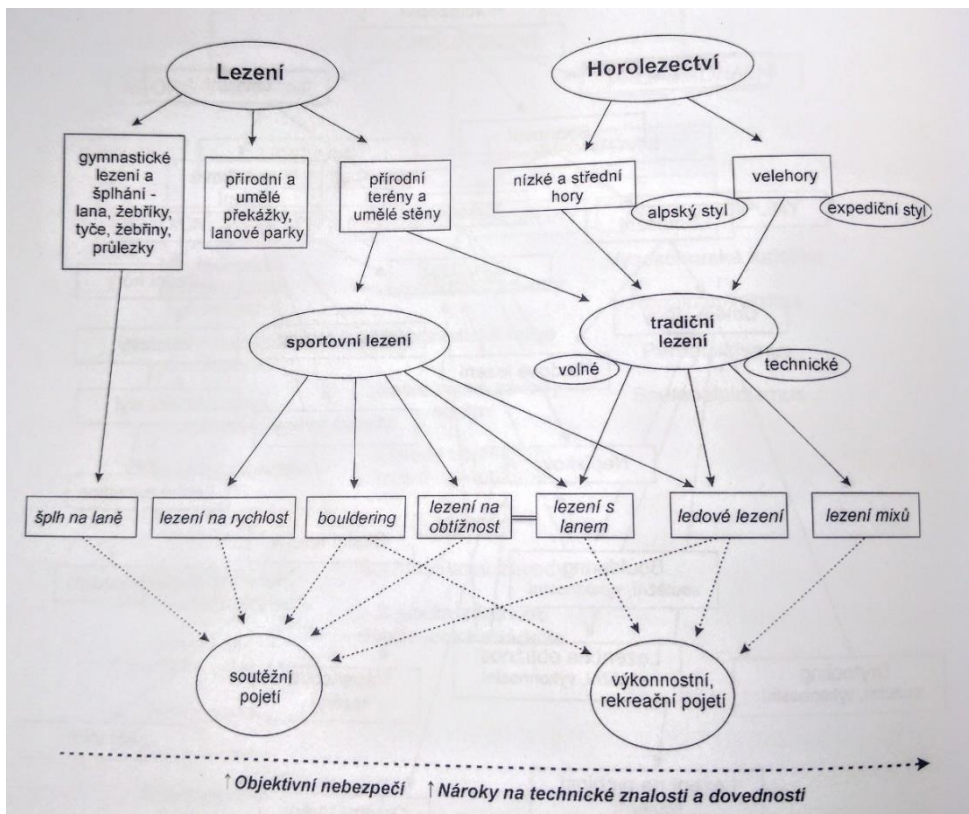 Lezení
Horolezectví
gymnastické
lezení a
šplhání -
lana, žebříky,
tyče, žebřiny,
průlezky
přírodní a
umělé
překážky,
lanové parky
přírodní
terény a
umělé stěny
nízké a střední
hory
alpský styl
velehory
expediční styl
sportovní lezení
tradiční
lezení
volné
technické
šplh na laně
lezení na rychlost
bouldering
lezení na
obtížnost
lezení s
lanem
ledové lezení
lezení mixů
soutěžní
pojetí
výkonnostní,
rekreační pojetí
↑Objektivní nebezpečí ↑Nároky na technické znalosti a dovednosti